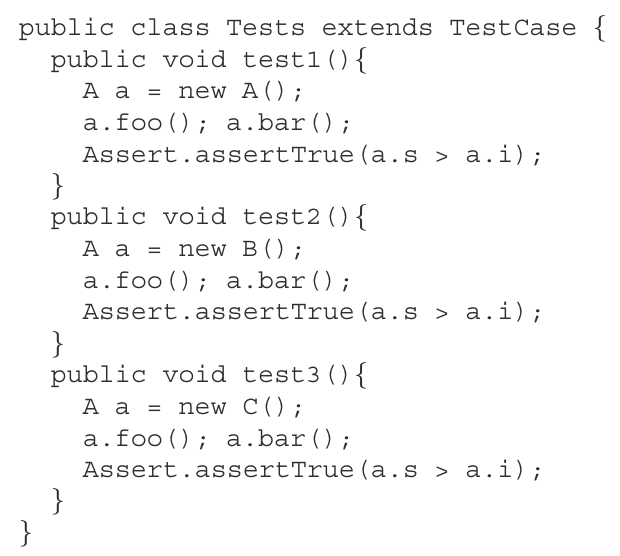 public class Tests extends TestCase {
  public void test1(){
    A a = new A();
    a.foo(); a.bar();
    Assert.assertTrue(a.s > a.i);
  }
  public void test2(){
    A a = new B();
    a.foo(); a.bar();
    Assert.assertTrue(a.s > a.i);
  }
  public void test3(){
    A a = new C();
    a.foo(); a.bar();
    Assert.assertTrue(a.s > a.i);
  }
}